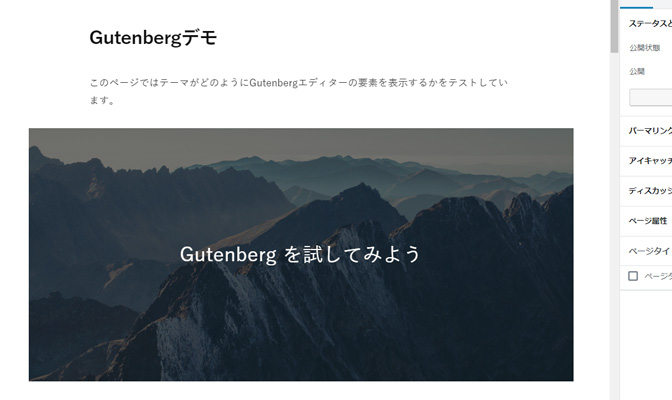 Gutenbergデモ
このページではテーマがどのようにGutenbergエディターの要素を表示するかをテストしてい
ます。
Gutenberg を試してみよう
ステータスと
公開状態
公開
パーマリンク
アイキャッチ
ディスカッシ
ページ属性
ページタイ
ページタ